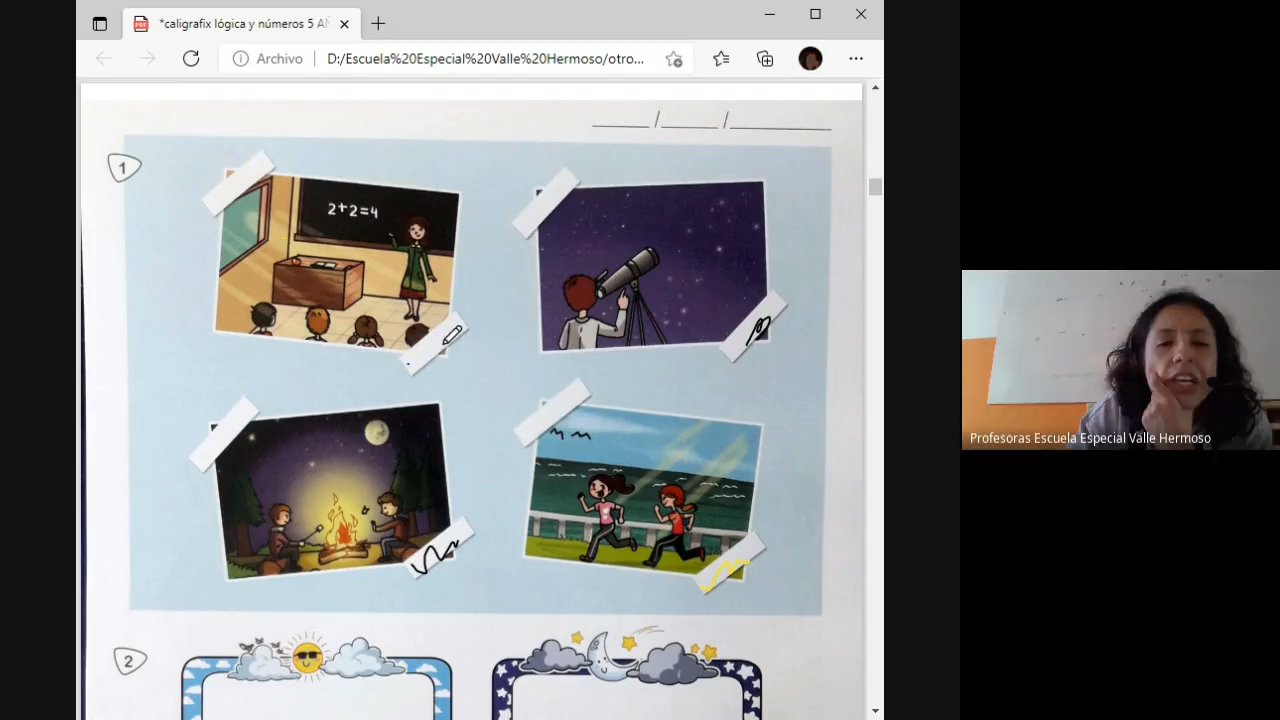 *caligrafix lógica y números 5 AÑ
Archivo
D:/Escuela%20Especial%20Valle%20Hermoso/otro...
1
2+2=4
Profesoras Escuela Especial Valle Hermoso
2